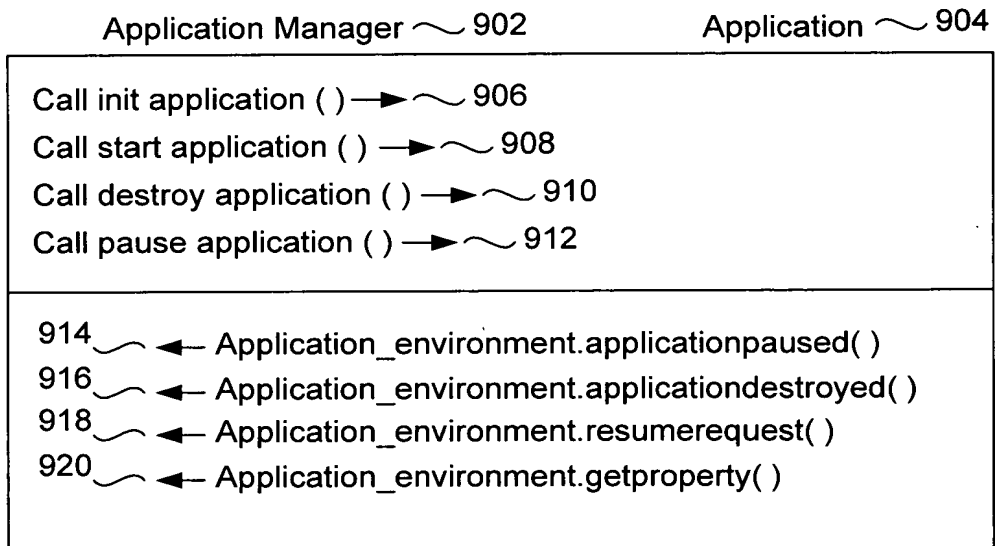 Application Manager 902 Application 904
Call init application ( ) 906
Call start application ( ) 908
Call destroy application ( ) 910
Call pause application ( ) 912
914 Application_environment.applicationpaused( )
916 Application_environment.applicationdestroyed( )
918 Application_environment.resumerequest( )
920 Application_environment.getproperty( )